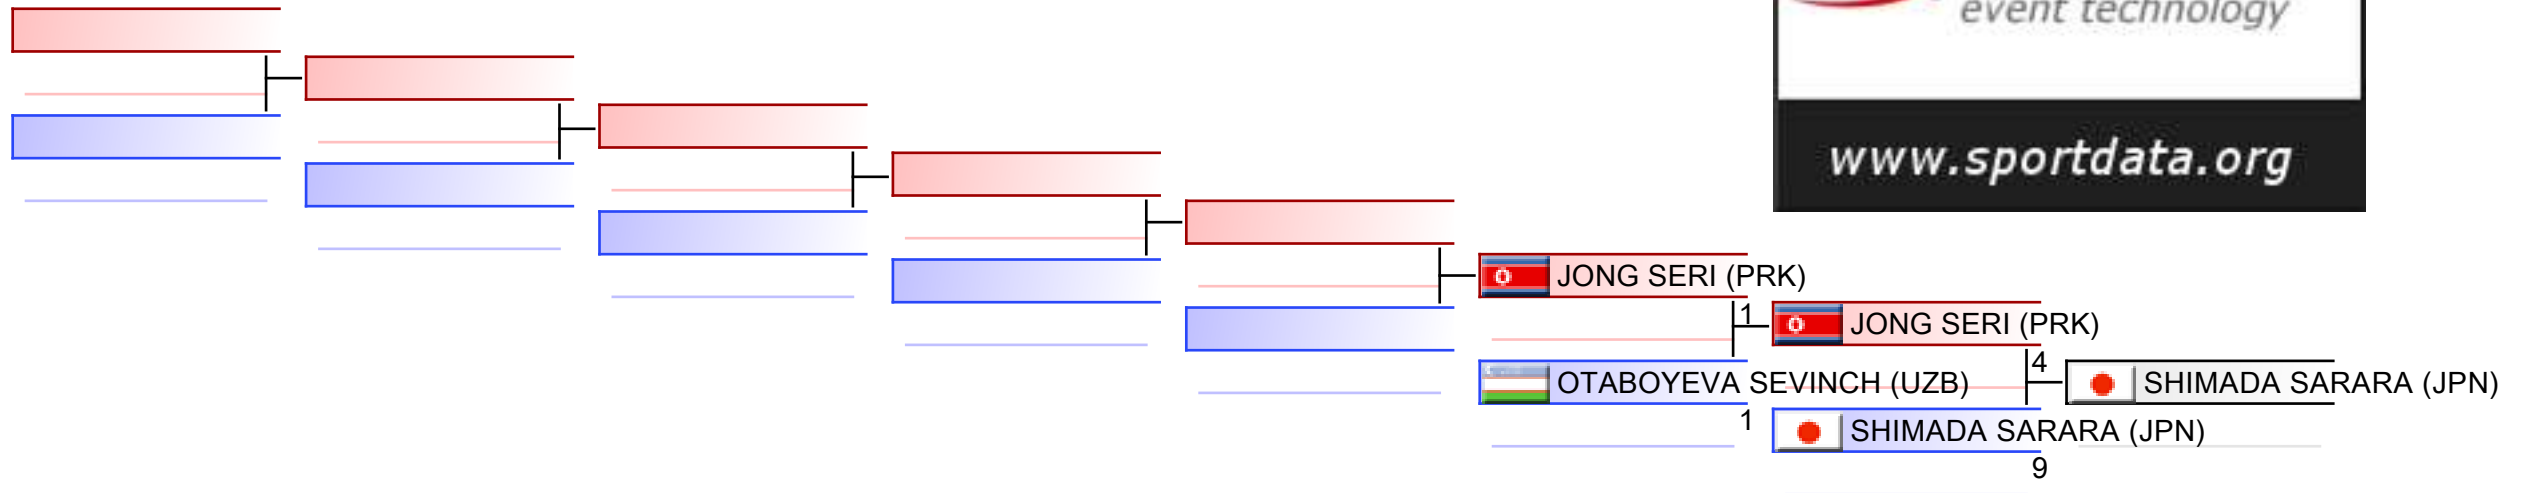 event technology
www.sportdata.org
JONG SERI (PRK)
1
JONG SERI (PRK)
4
OTABOYEVA SEVINCH (UZB)
SHIMADA SARARA (JPN)
1
SHIMADA SARARA (JPN)
9